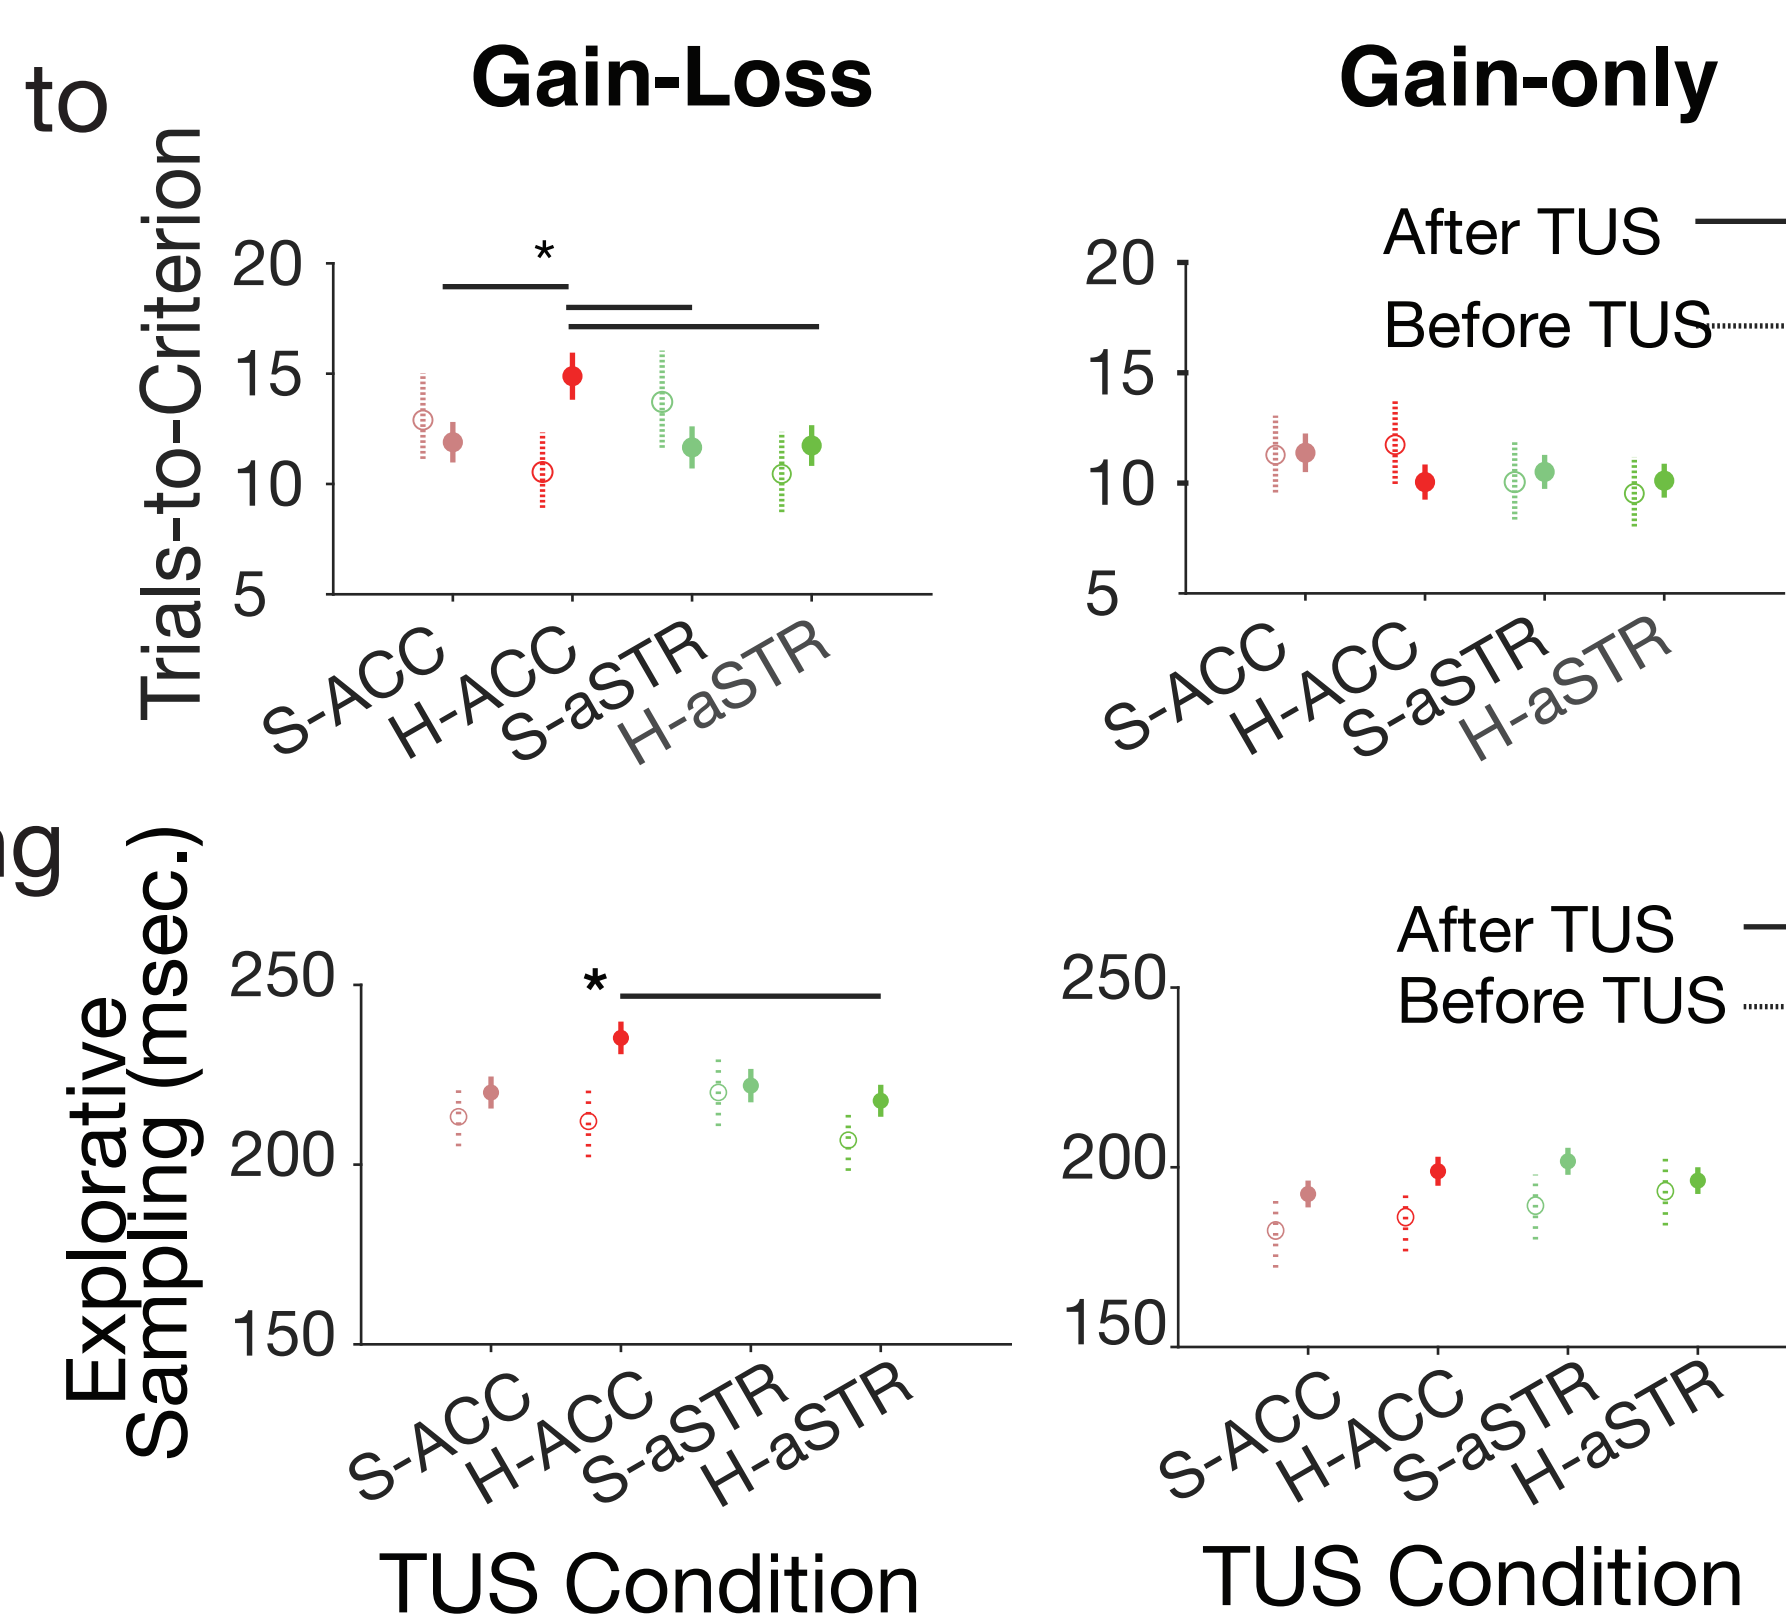 to
Gain-Loss
Gain-only
Trials-to-Criterion
20
15
10
5
*
S-ACC
H-ACC
S-aSTR
H-aSTR
20
15
10
5
After TUS
Before TUS
S-ACC
H-ACC
S-aSTR
H-aSTR
ng
Explorative
Sampling (msec.)
250
200
150
*
S-ACC
H-ACC
S-aSTR
H-aSTR
TUS Condition
250
200
150
After TUS
Before TUS
S-ACC
H-ACC
S-aSTR
H-aSTR
TUS Condition